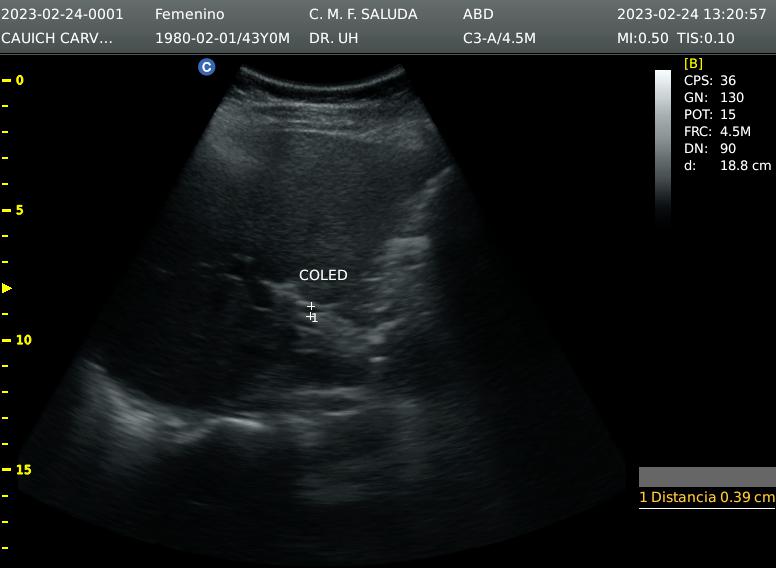 2023-02-24-0001 Femenino C. M. F. SALUDA ABD 2023-02-24 13:20:57
CAUICH CARV... 1980-02-01/43Y0M DR. UH C3-A/4.5M MI:0.50 TIS:0.10
C
[B]
CPS: 36
GN: 130
POT: 15
FRC: 4.5M
DN: 90
d: 18.8 cm
0
5
COLED
1
10
15
1 Distancia 0.39 cm